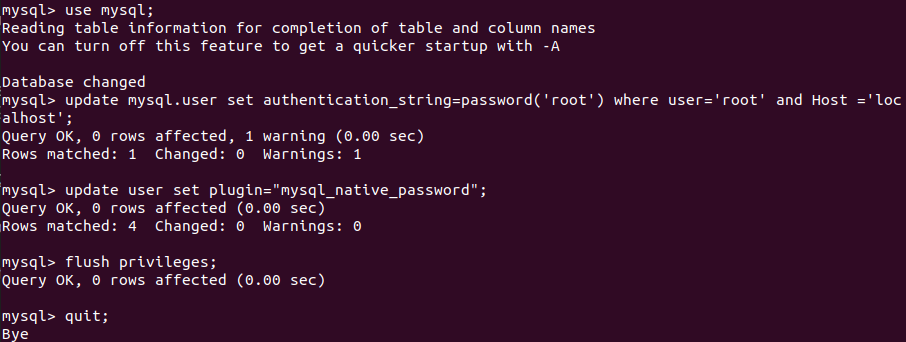 mysql> use mysql;
Reading table information for completion of table and column names
You can turn off this feature to get a quicker startup with -A
Database changed
mysql> update mysql.user set authentication_string=password('root') where user='root' and Host ='loc
alhost';
Query OK, 0 rows affected, 1 warning (0.00 sec)
Rows matched: 1  Changed: 0  Warnings: 1
mysql> update user set plugin="mysql_native_password";
Query OK, 0 rows affected (0.00 sec)
Rows matched: 4  Changed: 0  Warnings: 0
mysql> flush privileges;
Query OK, 0 rows affected (0.00 sec)
mysql> quit;
Bye